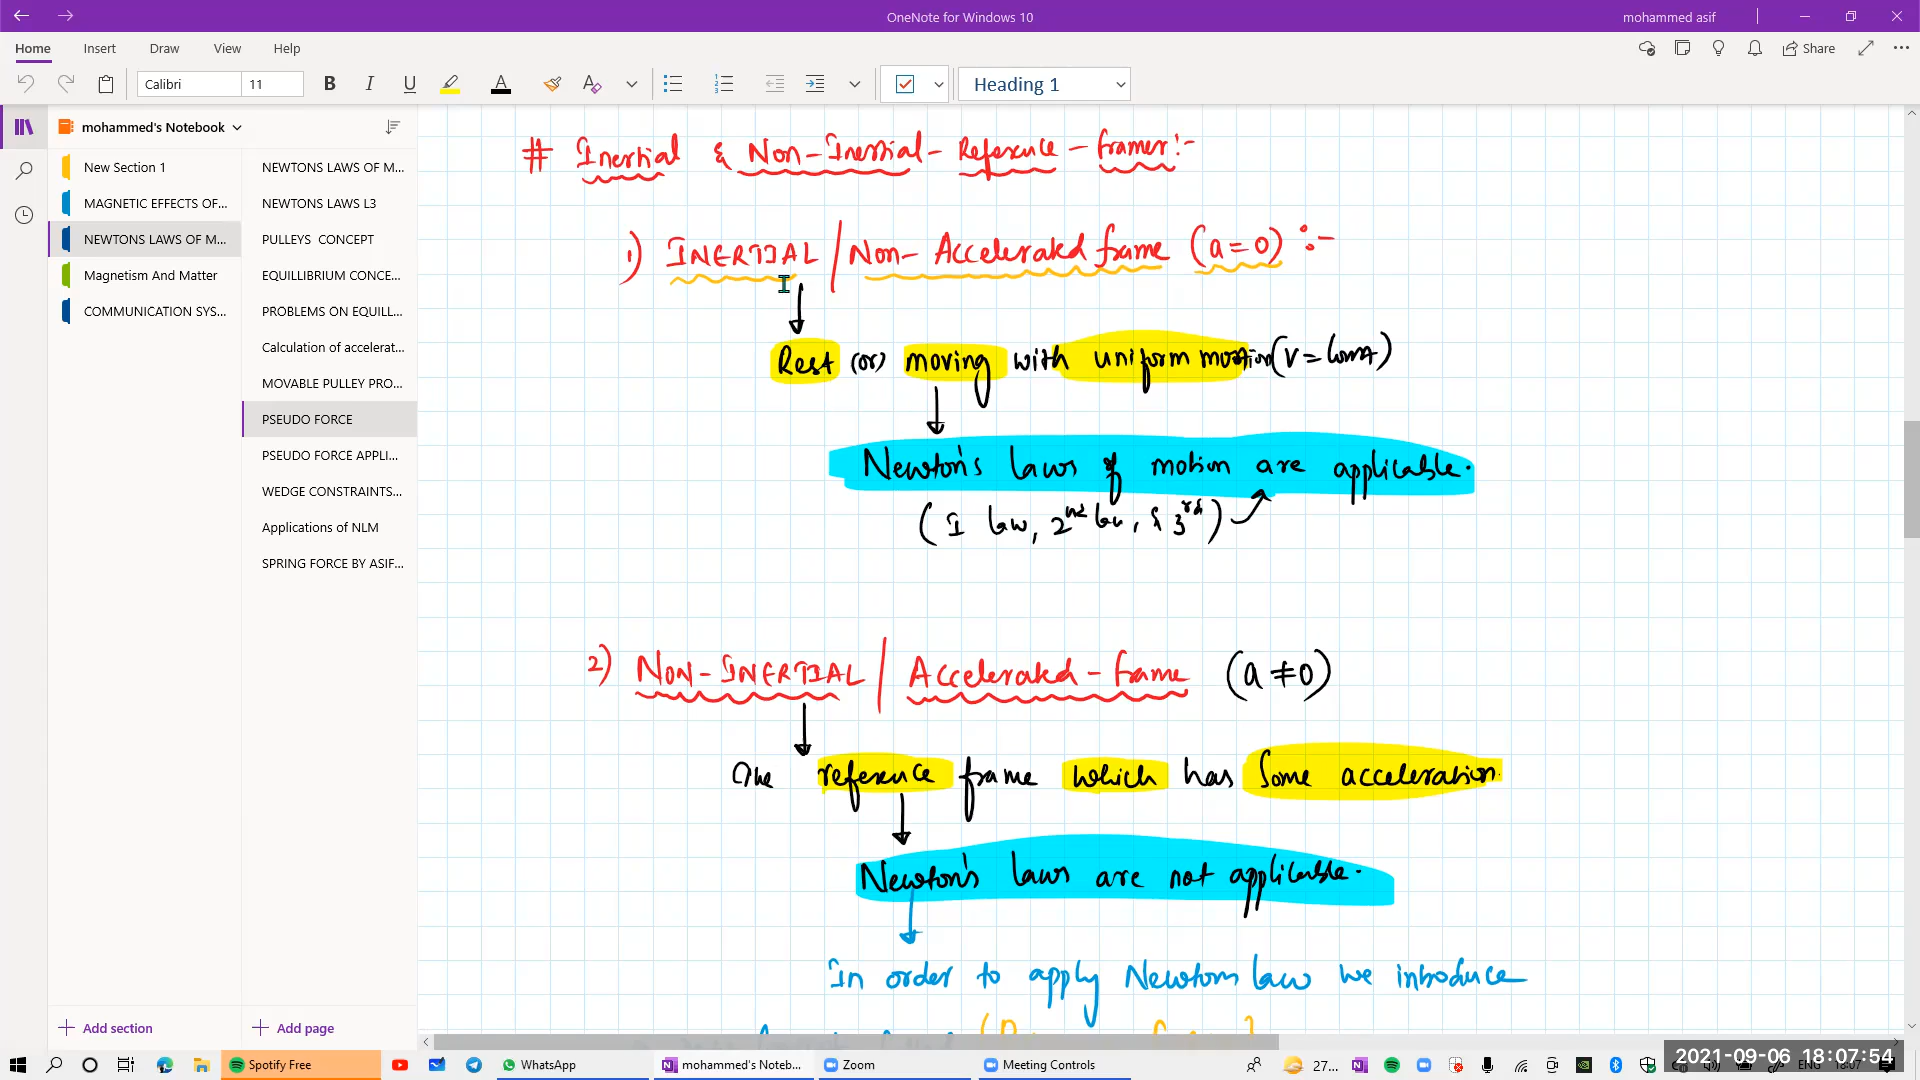 OneNote for Windows 10
mohammed asif
Home Insert Draw View Help
Share
Calibri 11 B I U A Heading 1
mohammed's Notebook
New Section 1
MAGNETIC EFFECTS OF...
NEWTONS LAWS OF M...
Magnetism And Matter
COMMUNICATION SYS...
Add section
NEWTONS LAWS OF M...
NEWTONS LAWS L3
PULLEYS CONCEPT
EQUILLIBRIUM CONCE...
PROBLEMS ON EQUILL...
Calculation of accelerat...
MOVABLE PULLEY PRO...
PSEUDO FORCE
PSEUDO FORCE APPLI...
WEDGE CONSTRAINTS...
Applications of NLM
SPRING FORCE BY ASIF...
Add page
# Inertial & Non-Inertial-Reference-frames:-
1) INERTIAL / Non-Accelerated frame (a=0) :-
Rest (or) moving with uniform motion (V=const)
Newton's laws of motion are applicable.
(I law, 2nd law, & 3rd)
2) NON-INERTIAL / Accelerated-frame (a≠0)
The reference frame which has Some acceleration.
Newton's laws are not applicable.
In order to apply Newtons law we introduce
Spotify Free
WhatsApp
mohammed's Noteb...
Zoom
Meeting Controls
27...
ENG
18:07
2021-09-06 18:07:54